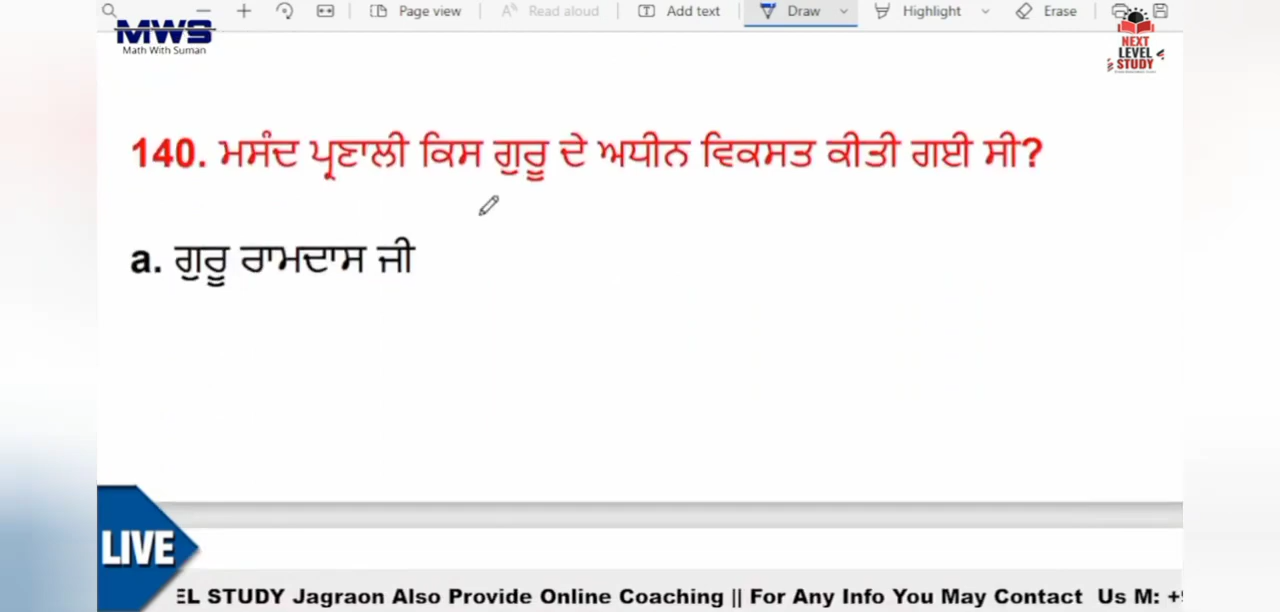 Page view
Read aloud
Add text
Draw
Highlight
Erase
MWS
Math With Suman
NEXT
LEVEL
STUDY
140. ਮਸੰਦ ਪ੍ਰਣਾਲੀ ਕਿਸ ਗੁਰੂ ਦੇ ਅਧੀਨ ਵਿਕਸਤ ਕੀਤੀ ਗਈ ਸੀ?
a. ਗੁਰੂ ਰਾਮਦਾਸ ਜੀ
LIVE
EL STUDY Jagraon Also Provide Online Coaching || For Any Info You May Contact Us M: